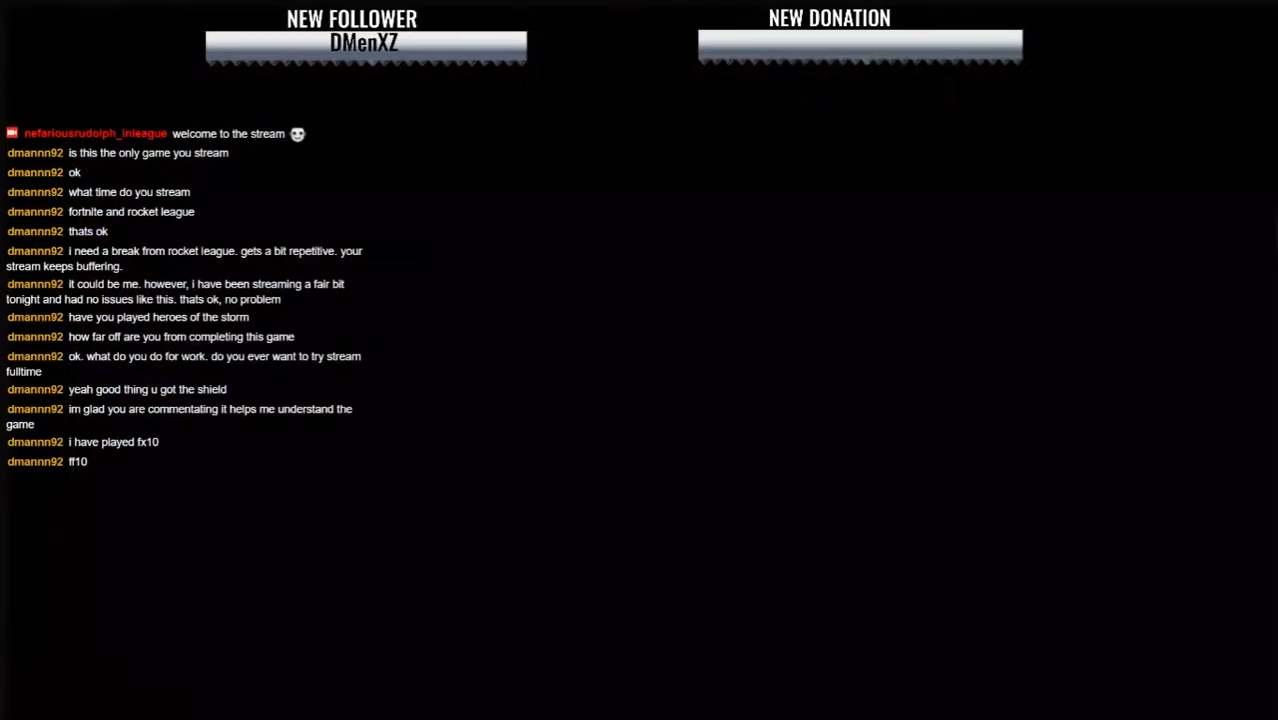 NEW FOLLOWER
DMenXZ
NEW DONATION
nefariousrudolph_inleague welcome to the stream
dmannn92 is this the only game you stream
dmannn92 ok
dmannn92 what time do you stream
dmannn92 fortnite and rocket league
dmannn92 thats ok
dmannn92 i need a break from rocket league. gets a bit repetitive. your
stream keeps buffering.
dmannn92 it could be me. however, i have been streaming a fair bit
tonight and had no issues like this. thats ok, no problem
dmannn92 have you played heroes of the storm
dmannn92 how far off are you from completing this game
dmannn92 ok. what do you do for work. do you ever want to try stream
fulltime
dmannn92 yeah good thing u got the shield
dmannn92 im glad you are commentating it helps me understand the
game
dmannn92 i have played fx10
dmannn92 ff10